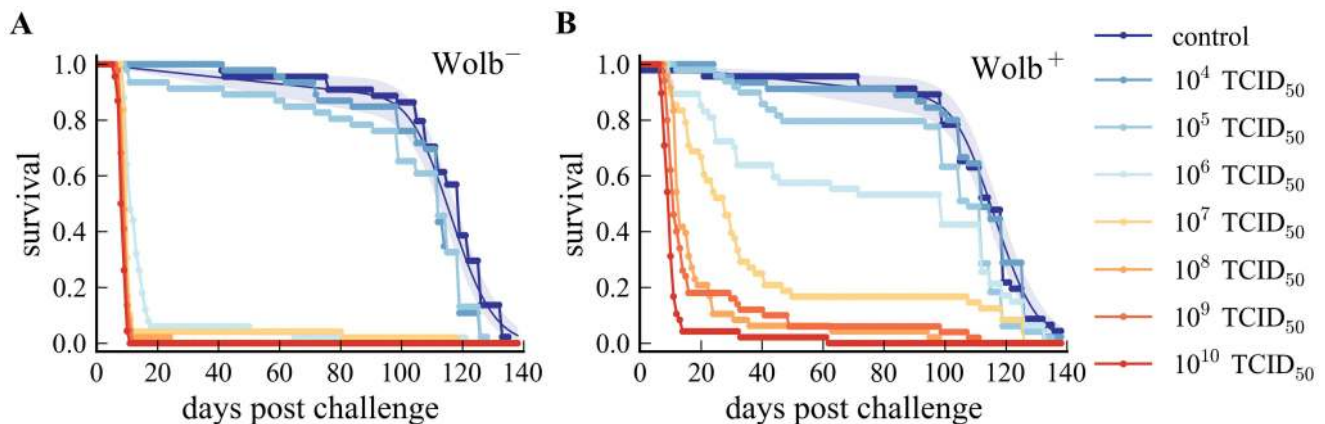 A
B
Wolb⁻
Wolb⁺
survival
1.0
0.8
0.6
0.4
0.2
0.0
0 20 40 60 80 100 120 140
days post challenge
survival
1.0
0.8
0.6
0.4
0.2
0.0
0 20 40 60 80 100 120 140
days post challenge
control
10⁴ TCID₅₀
10⁵ TCID₅₀
10⁶ TCID₅₀
10⁷ TCID₅₀
10⁸ TCID₅₀
10⁹ TCID₅₀
10¹⁰ TCID₅₀